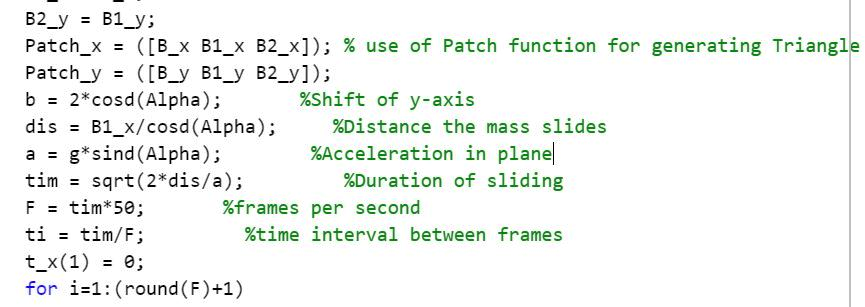 B2_y = B1_y;
Patch_x = ([B_x B1_x B2_x]); % use of Patch function for generating Triangle
Patch_y = ([B_y B1_y B2_y]);
b = 2*cosd(Alpha); %Shift of y-axis
dis = B1_x/cosd(Alpha); %Distance the mass slides
a = g*sind(Alpha); %Acceleration in plane
tim = sqrt(2*dis/a); %Duration of sliding
F = tim*50; %frames per second
ti = tim/F; %time interval between frames
t_x(1) = 0;
for i=1:(round(F)+1)